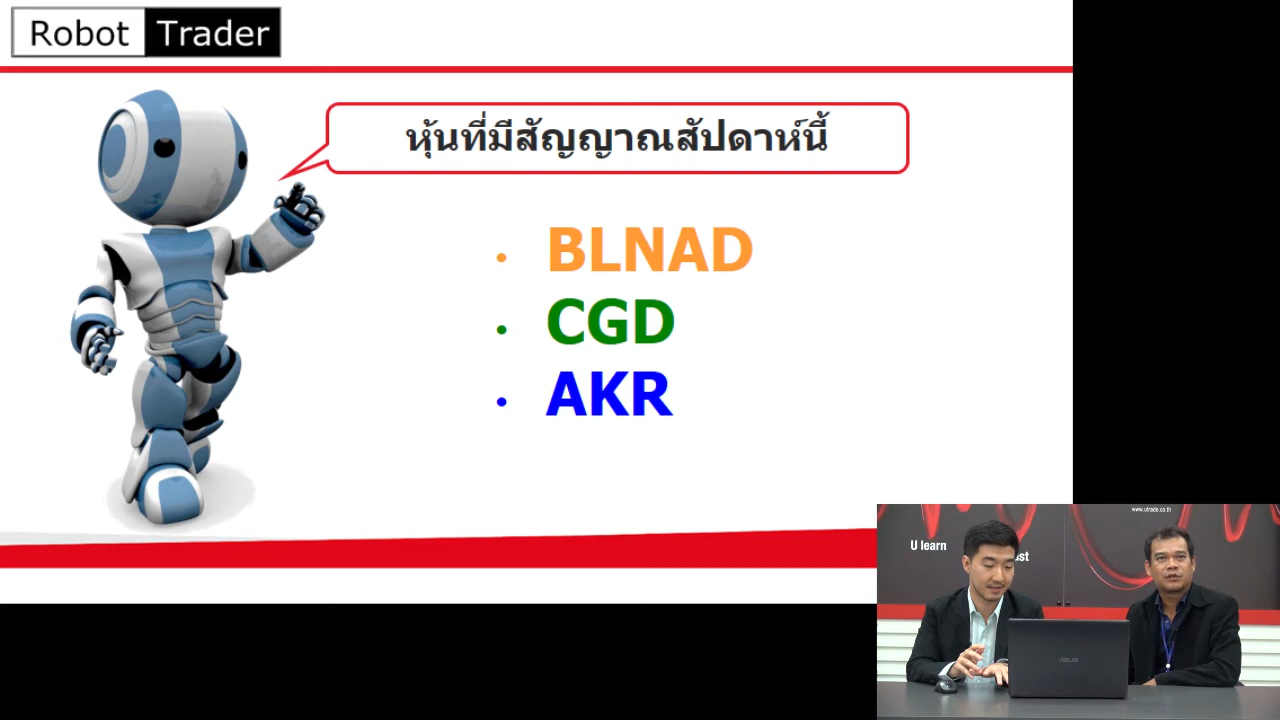 Robot Trader
หุ้นที่มีสัญญาณสัปดาห์นี้
• BLNAD
• CGD
• AKR
www.utrade.co.th
U learn
ASUS